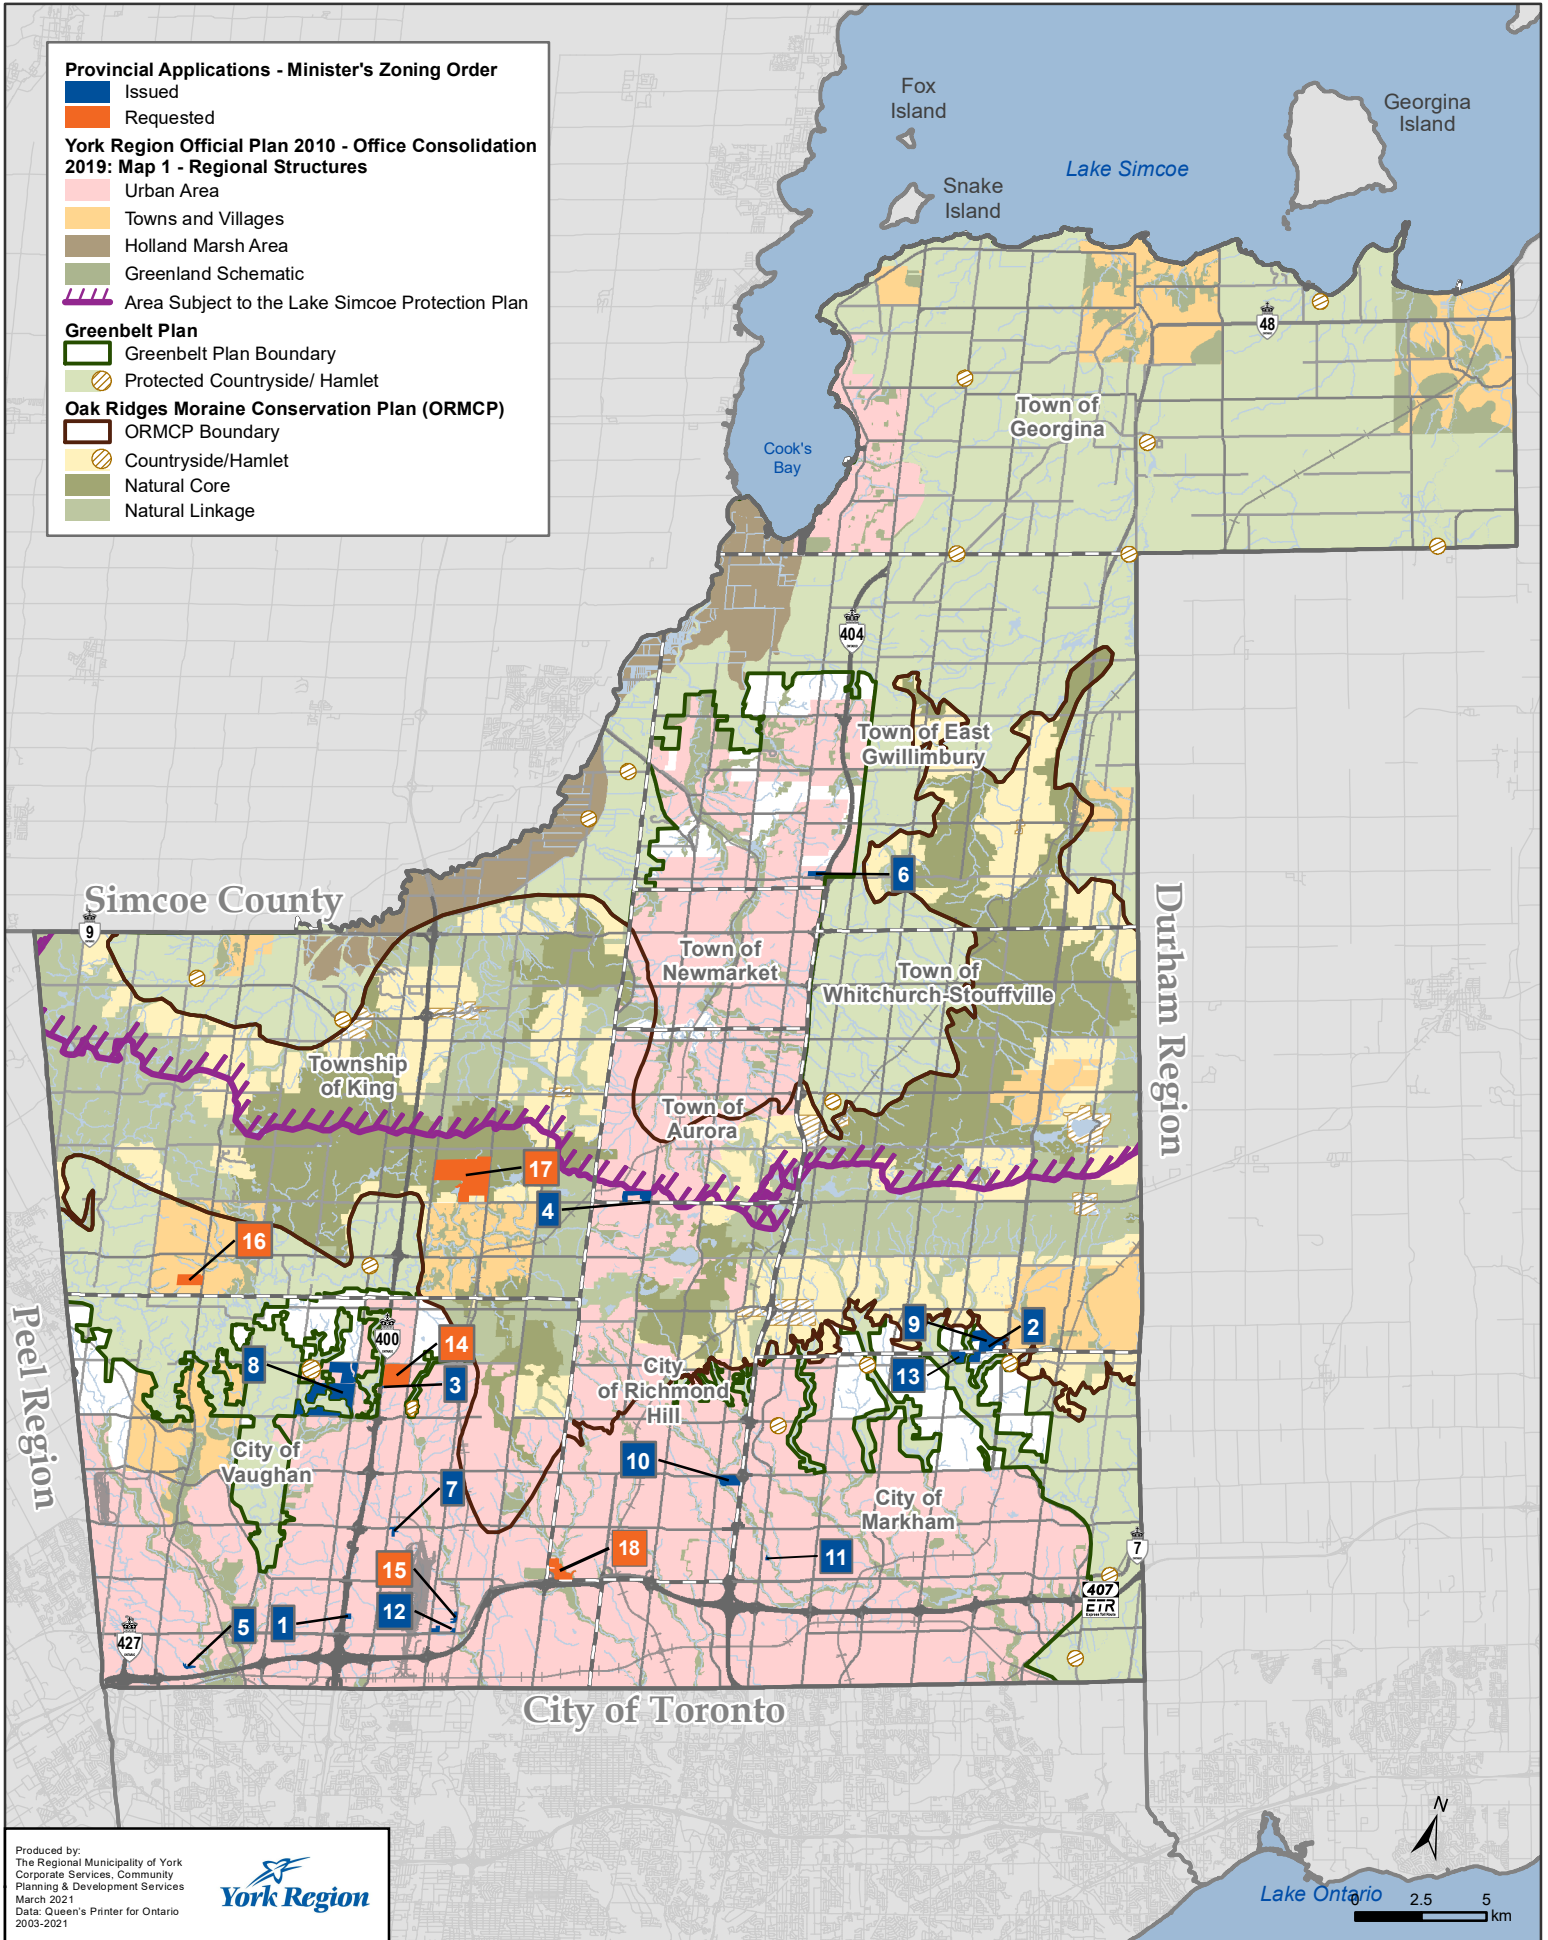 Provincial Applications - Minister's Zoning Order
Issued
Requested
York Region Official Plan 2010 - Office Consolidation
2019: Map 1 - Regional Structures
Urban Area
Towns and Villages
Holland Marsh Area
Greenland Schematic
Area Subject to the Lake Simcoe Protection Plan
Greenbelt Plan
Greenbelt Plan Boundary
Protected Countryside/ Hamlet
Oak Ridges Moraine Conservation Plan (ORMCP)
ORMCP Boundary
Countryside/Hamlet
Natural Core
Natural Linkage
Fox
Island
Georgina
Island
Lake Simcoe
Snake
Island
48
Town of
Georgina
Cook's
Bay
404
Town of East
Gwillimbury
6
Simcoe County
9
Durham Region
Town of
Newmarket
Town of
Whitchurch-Stouffville
Township
of King
Town of
Aurora
17
4
16
Peel Region
400
14
9
2
8
3
13
City
of Richmond
Hill
City of
Vaughan
10
7
City of
Markham
18
11
7
15
407
ETR
Express Toll Route
12
5
1
427
City of Toronto
N
Lake Ontario
0 2.5 5
km
Produced by:
The Regional Municipality of York
Corporate Services, Community
Planning & Development Services
March 2021
Data: Queen's Printer for Ontario
2003-2021
York Region